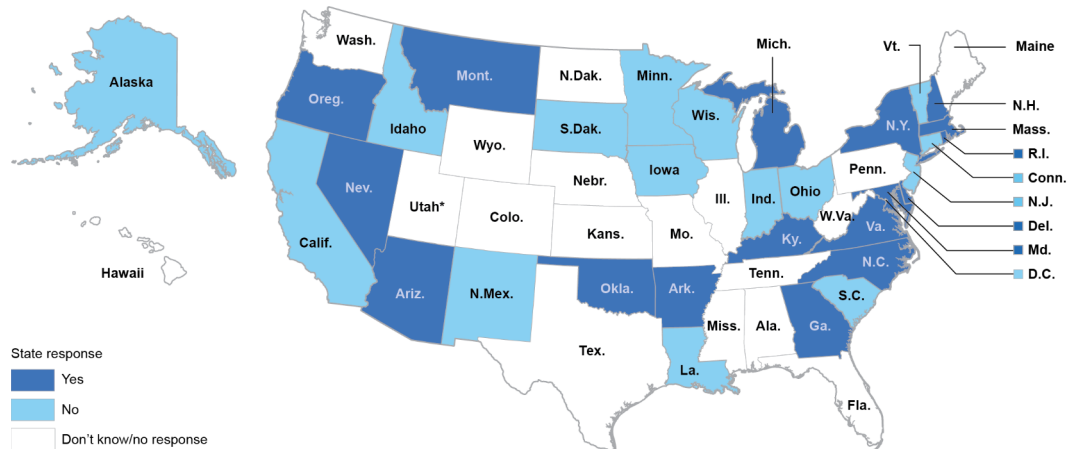 Alaska
Hawaii
Wash.
Oreg.
Calif.
Idaho
Nev.
Mont.
Wyo.
Utah*
Ariz.
Colo.
N.Mex.
N.Dak.
S.Dak.
Nebr.
Kans.
Okla.
Tex.
Minn.
Iowa
Mo.
Ark.
La.
Wis.
Ill.
Mich.
Ind.
Ohio
Ky.
Tenn.
Miss.
Ala.
Ga.
Fla.
S.C.
N.C.
Va.
W.Va.
Penn.
N.Y.
Vt.
Maine
N.H.
Mass.
R.I.
Conn.
N.J.
Del.
Md.
D.C.
State response
Yes
No
Don't know/no response